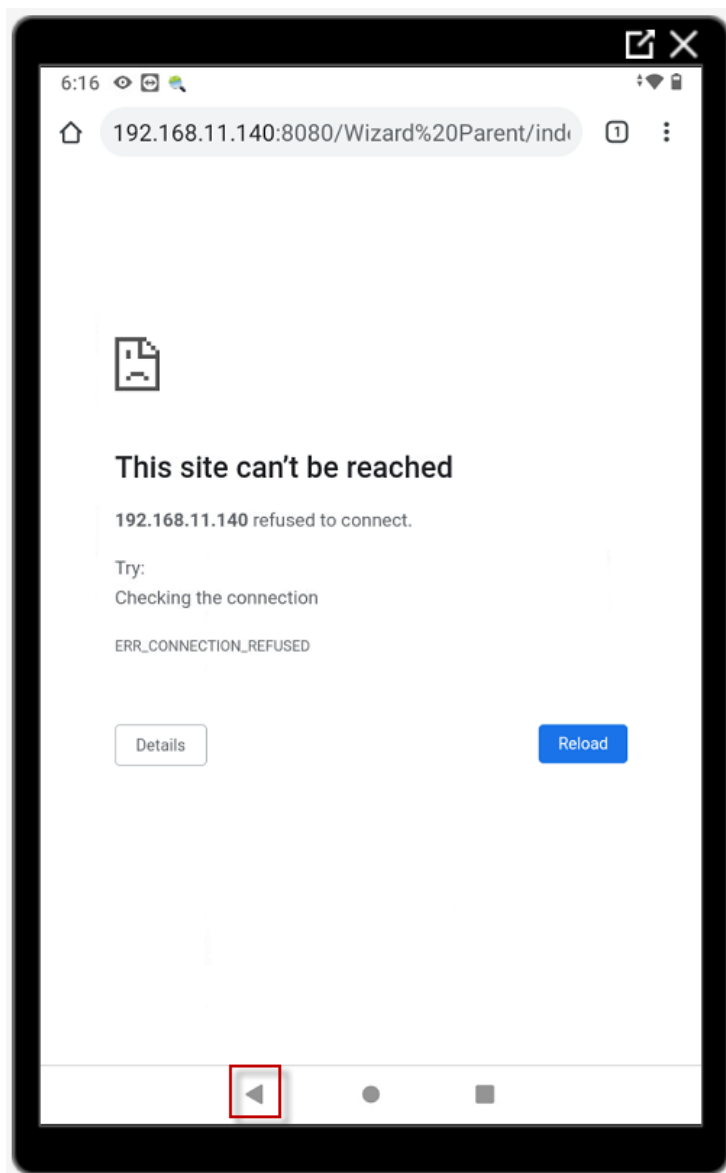 6:16
192.168.11.140:8080/Wizard%20Parent/inde
1
This site can't be reached
192.168.11.140 refused to connect.
Try:
Checking the connection
ERR_CONNECTION_REFUSED
Details
Reload